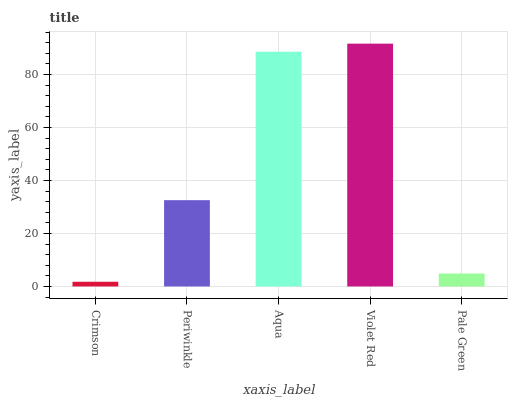 title
yaxis_label
80
60
40
20
0
Crimson
Periwinkle
Aqua
Violet Red
Pale Green
xaxis_label